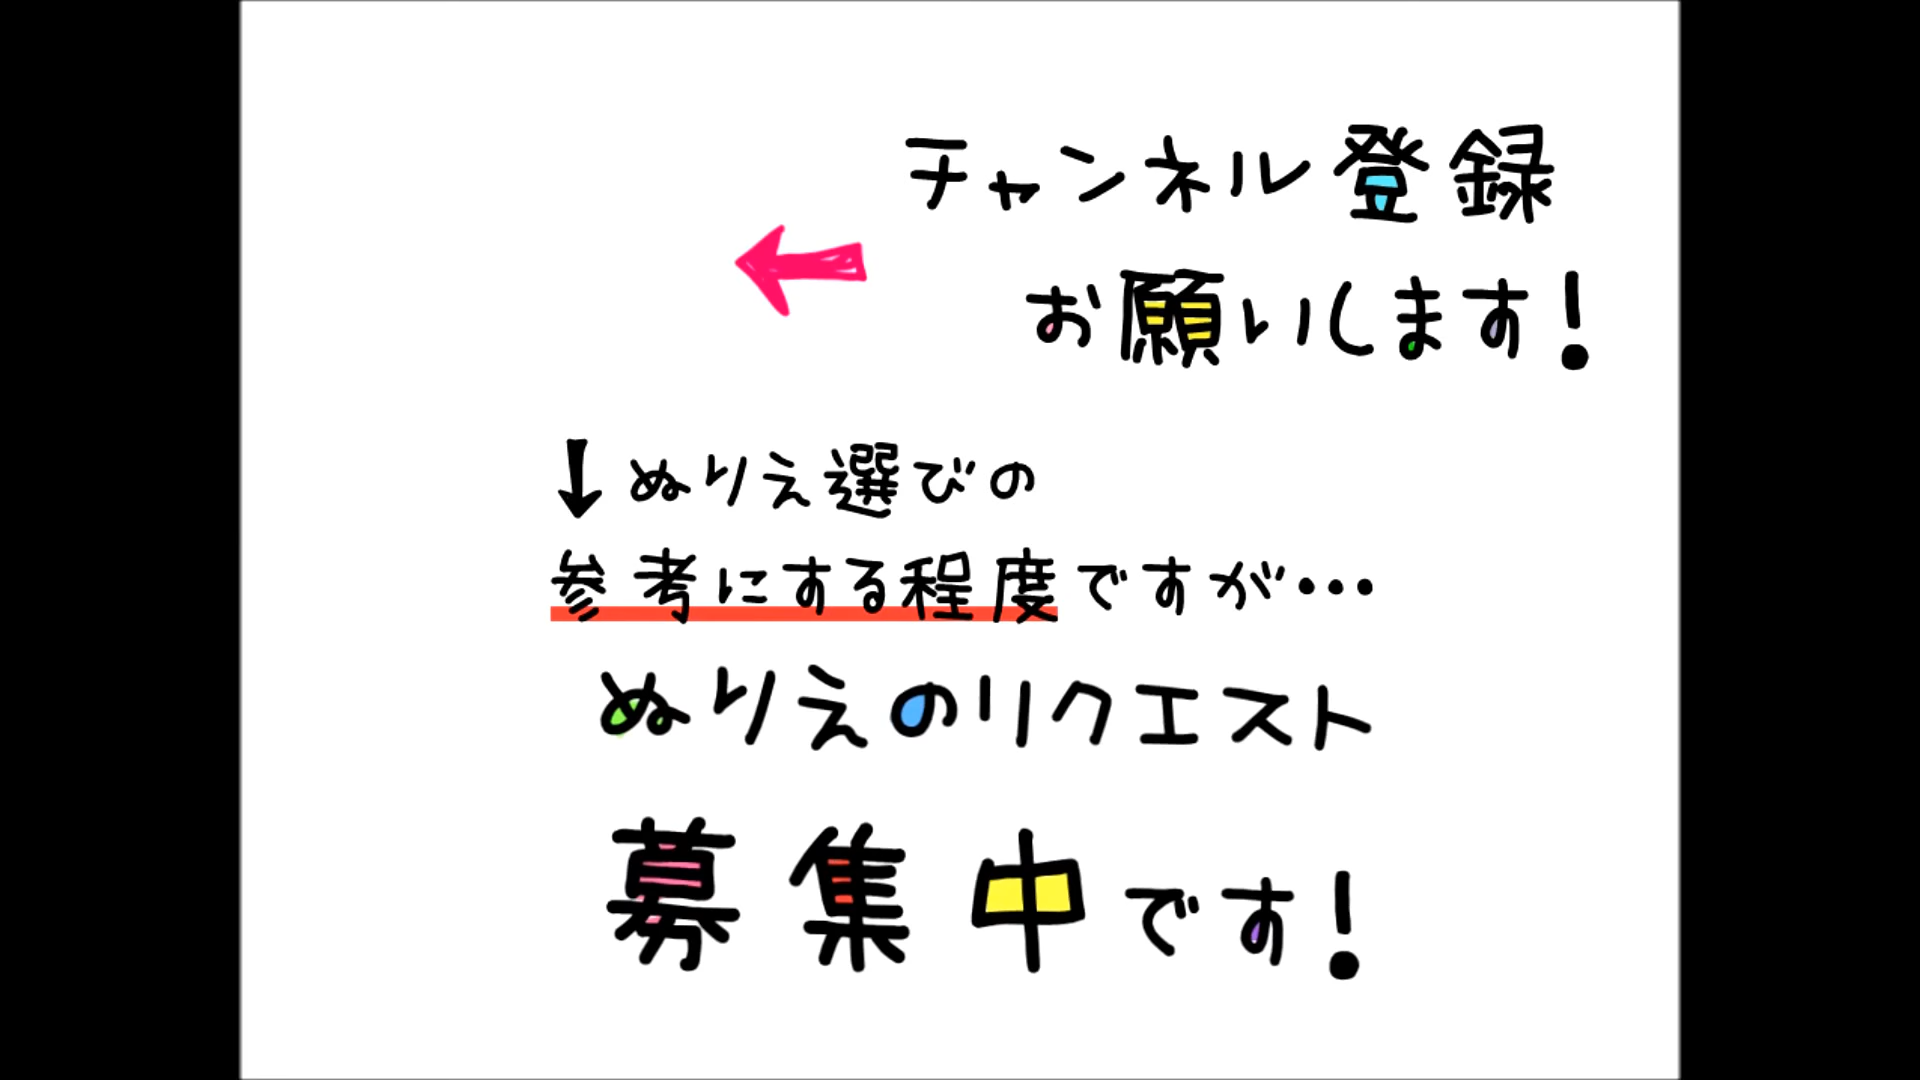 チャンネル登録
お願いします!
↓ぬりえ選びの
参考にする程度ですが…
ぬりえのリクエスト
募集中です!